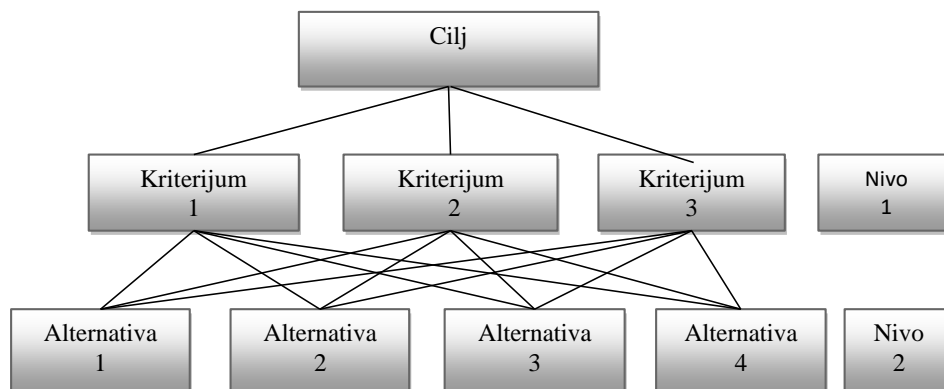 Cilj
Kriterijum
1
Kriterijum
2
Kriterijum
3
Nivo
1
Alternativa
1
Alternativa
2
Alternativa
3
Alternativa
4
Nivo
2